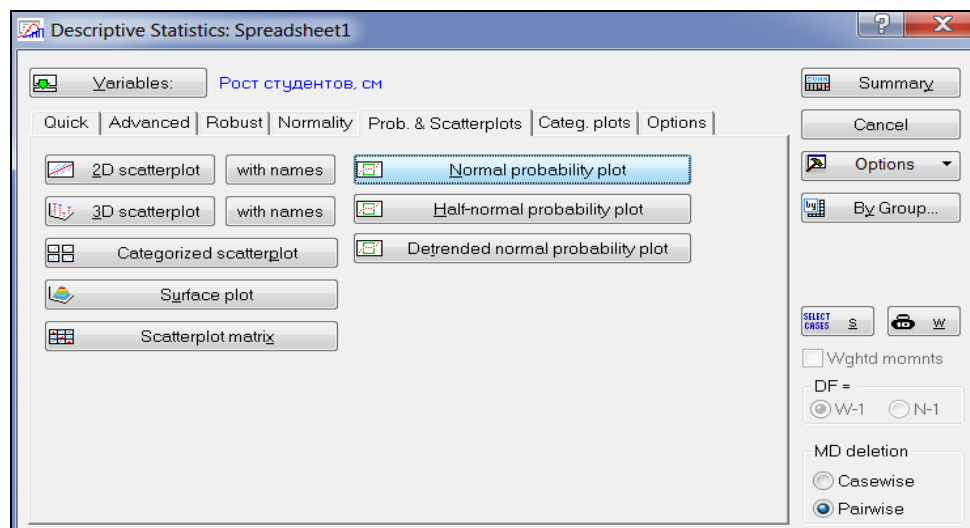 Descriptive Statistics: Spreadsheet1
? X
Variables: Рост студентов, см
Quick Advanced Robust Normality Prob. & Scatterplots Categ. plots Options
2D scatterplot with names Normal probability plot
3D scatterplot with names Half-normal probability plot
Categorized scatterplot Detrended normal probability plot
Surface plot
Scatterplot matrix
Summary
Cancel
Options
By Group...
SELECT CASES S W
Wghtd momnts
DF =
W-1 N-1
MD deletion
Casewise
Pairwise